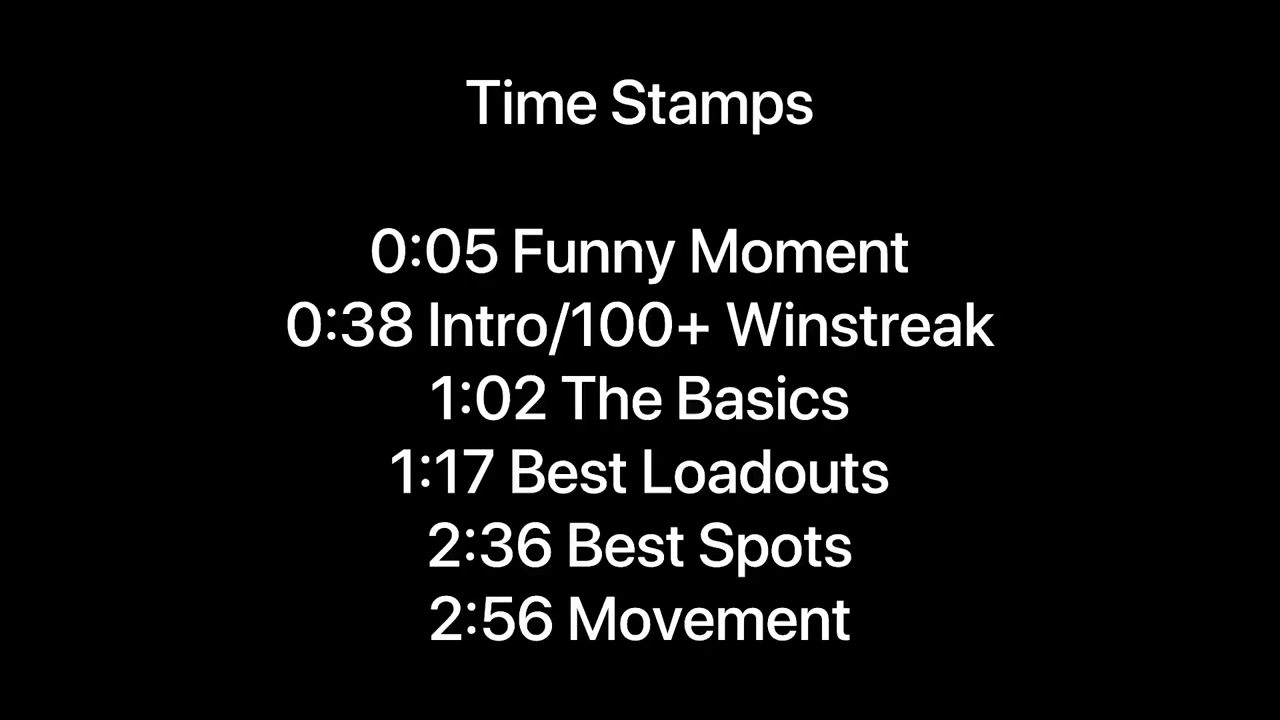 Time Stamps
0:05 Funny Moment
0:38 Intro/100+ Winstreak
1:02 The Basics
1:17 Best Loadouts
2:36 Best Spots
2:56 Movement